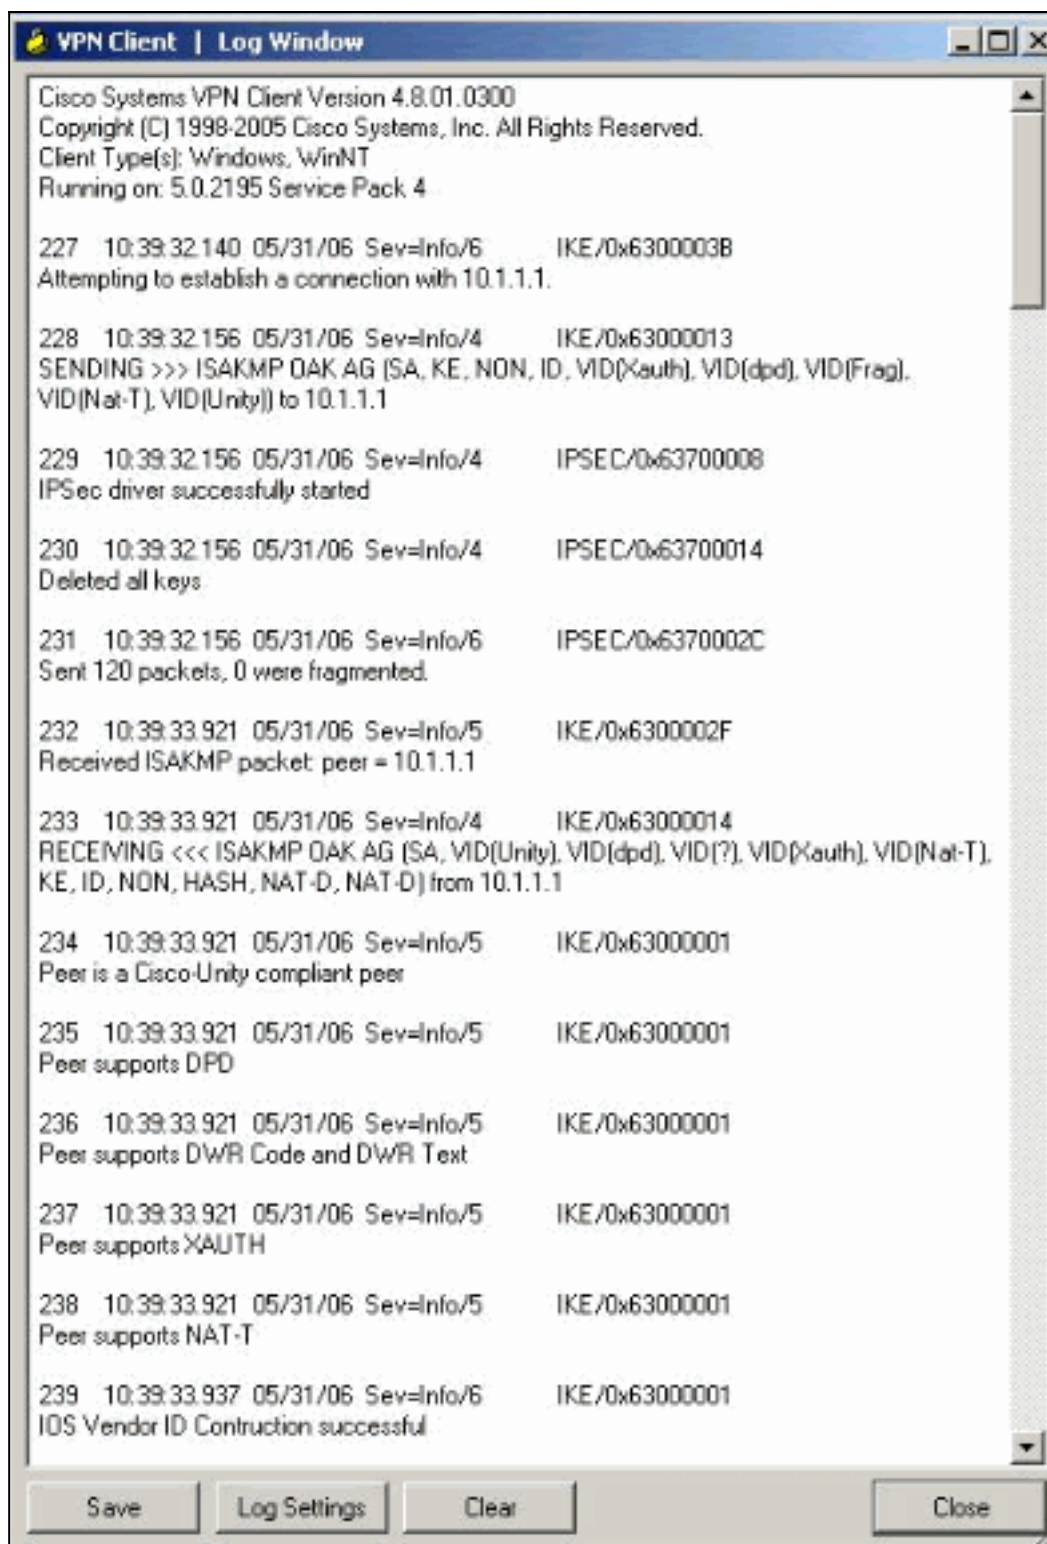 VPN Client | Log Window
Cisco Systems VPN Client Version 4.8.01.0300
Copyright (C) 1998-2005 Cisco Systems, Inc. All Rights Reserved.
Client Type(s): Windows, WinNT
Running on: 5.0.2195 Service Pack 4
227 10:39:32.140 05/31/06 Sev=Info/6 IKE/0x6300003B
Attempting to establish a connection with 10.1.1.1.
228 10:39:32.156 05/31/06 Sev=Info/4 IKE/0x63000013
SENDING >>> ISAKMP OAK AG (SA, KE, NON, ID, VID(Xauth), VID(dpd), VID(Frag),
VID(Nat-T), VID(Unity)) to 10.1.1.1
229 10:39:32.156 05/31/06 Sev=Info/4 IPSEC/0x63700008
IPSec driver successfully started
230 10:39:32.156 05/31/06 Sev=Info/4 IPSEC/0x63700014
Deleted all keys
231 10:39:32.156 05/31/06 Sev=Info/6 IPSEC/0x6370002C
Sent 120 packets, 0 were fragmented.
232 10:39:33.921 05/31/06 Sev=Info/5 IKE/0x6300002F
Received ISAKMP packet: peer = 10.1.1.1
233 10:39:33.921 05/31/06 Sev=Info/4 IKE/0x63000014
RECEIVING <<< ISAKMP OAK AG (SA, VID(Unity), VID(dpd), VID(?), VID(Xauth), VID(Nat-T),
KE, ID, NON, HASH, NAT-D, NAT-D) from 10.1.1.1
234 10:39:33.921 05/31/06 Sev=Info/5 IKE/0x63000001
Peer is a Cisco-Unity compliant peer
235 10:39:33.921 05/31/06 Sev=Info/5 IKE/0x63000001
Peer supports DPD
236 10:39:33.921 05/31/06 Sev=Info/5 IKE/0x63000001
Peer supports DWR Code and DWR Text
237 10:39:33.921 05/31/06 Sev=Info/5 IKE/0x63000001
Peer supports XAUTH
238 10:39:33.921 05/31/06 Sev=Info/5 IKE/0x63000001
Peer supports NAT-T
239 10:39:33.937 05/31/06 Sev=Info/6 IKE/0x63000001
IOS Vendor ID Contruction successful
Save Log Settings Clear Close